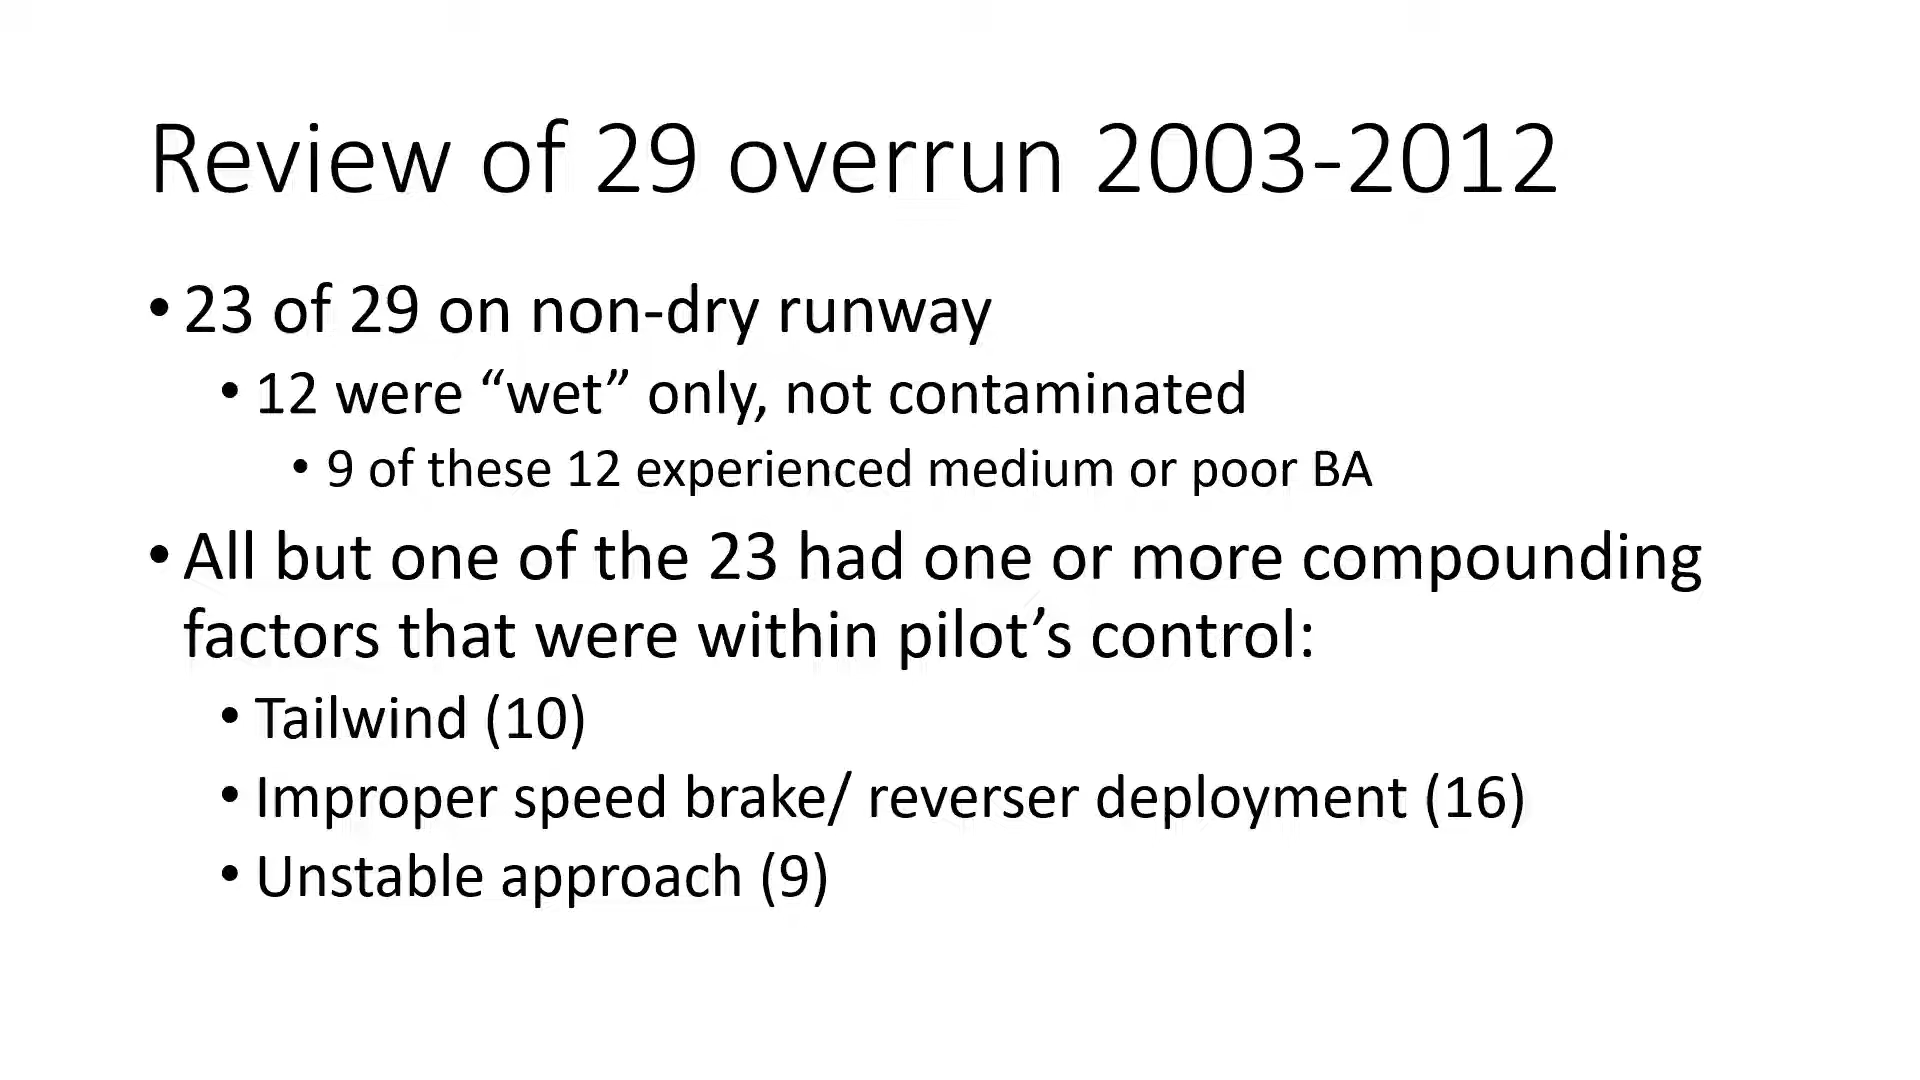 Review of 29 overrun 2003-2012
• 23 of 29 on non-dry runway
• 12 were “wet” only, not contaminated
• 9 of these 12 experienced medium or poor BA
• All but one of the 23 had one or more compounding
factors that were within pilot’s control:
• Tailwind (10)
• Improper speed brake/ reverser deployment (16)
• Unstable approach (9)